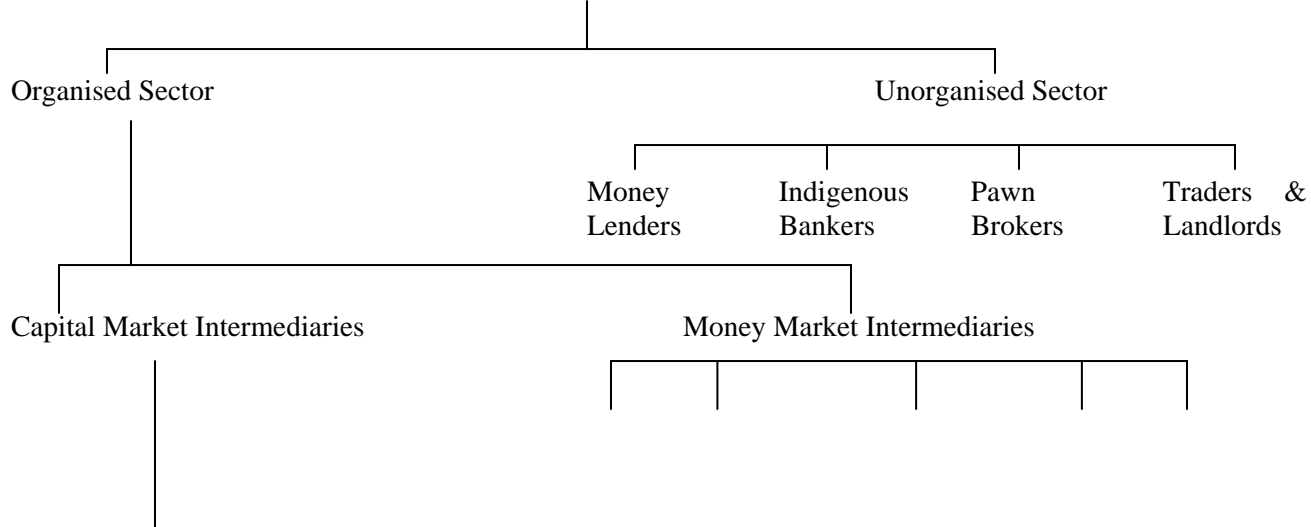 Organised Sector Unorganised Sector
Money Indigenous Pawn Traders &
Lenders Bankers Brokers Landlords
Capital Market Intermediaries Money Market Intermediaries